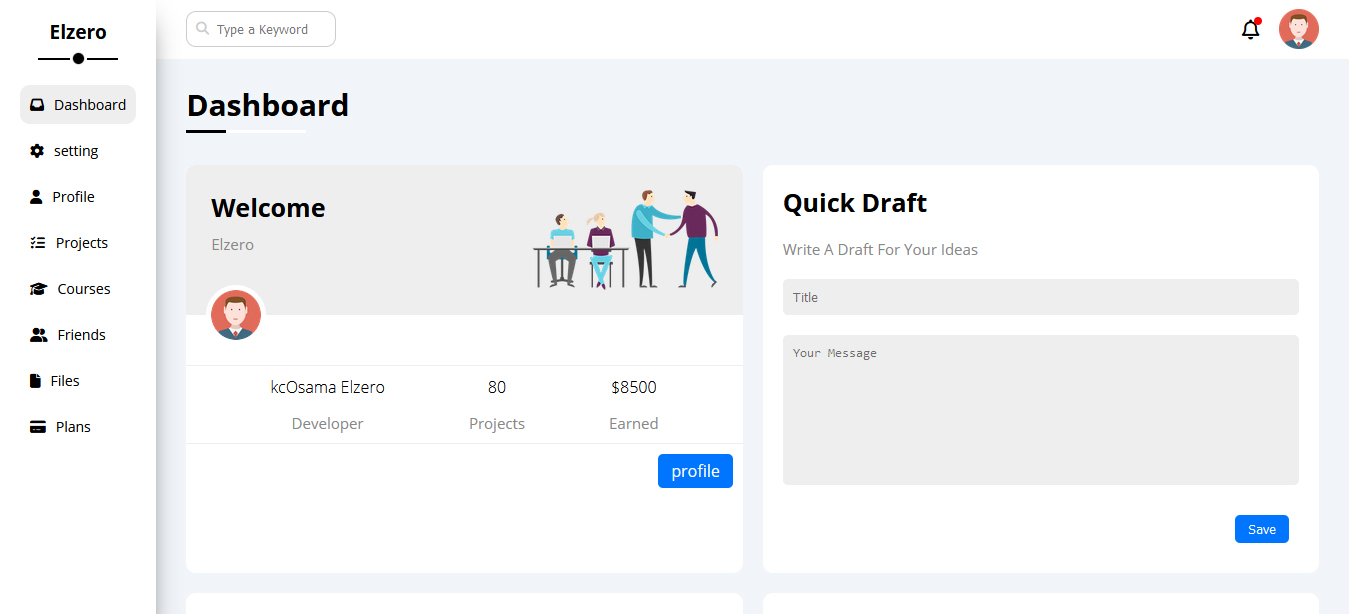 Elzero
Dashboard
setting
Profile
Projects
Courses
Friends
Files
Plans
Type a Keyword
Dashboard
Welcome
Elzero
kcOsama Elzero
Developer
80
Projects
$8500
Earned
profile
Quick Draft
Write A Draft For Your Ideas
Title
Your Message
Save